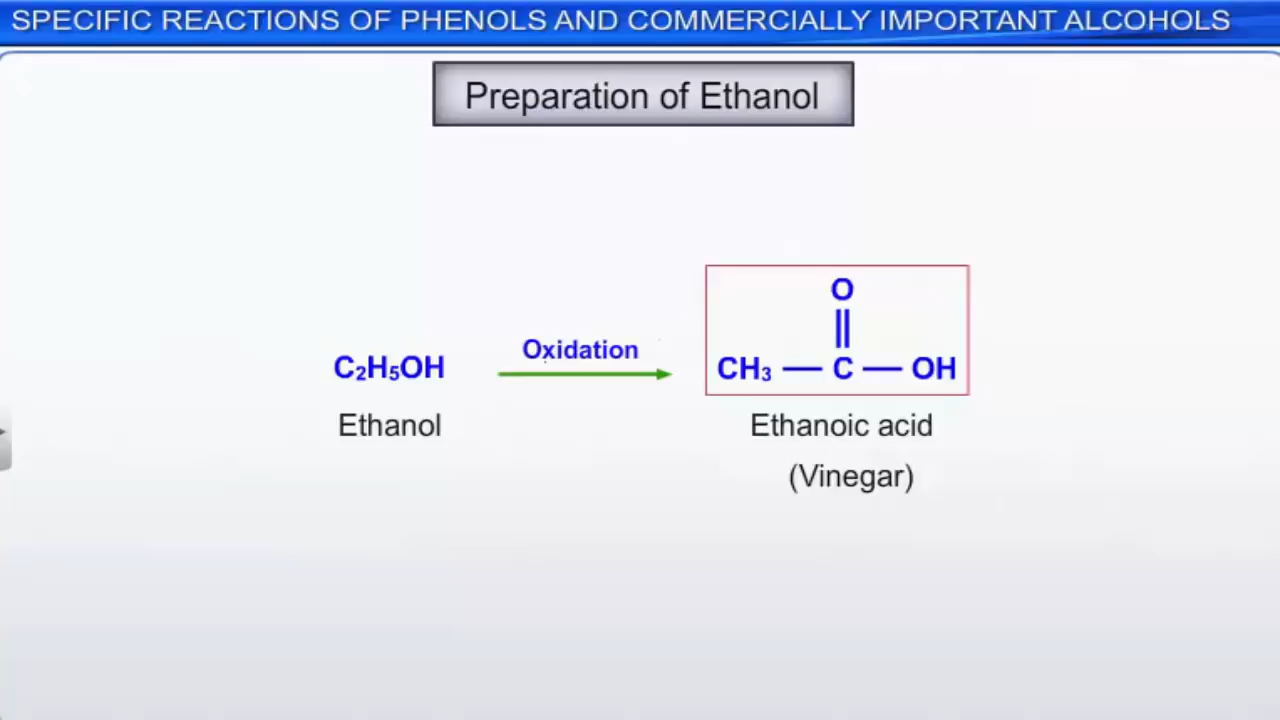 SPECIFIC REACTIONS OF PHENOLS AND COMMERCIALLY IMPORTANT ALCOHOLS
Preparation of Ethanol
O
||
C₂H₅OH Oxidation CH₃ — C — OH
Ethanol Ethanoic acid
(Vinegar)